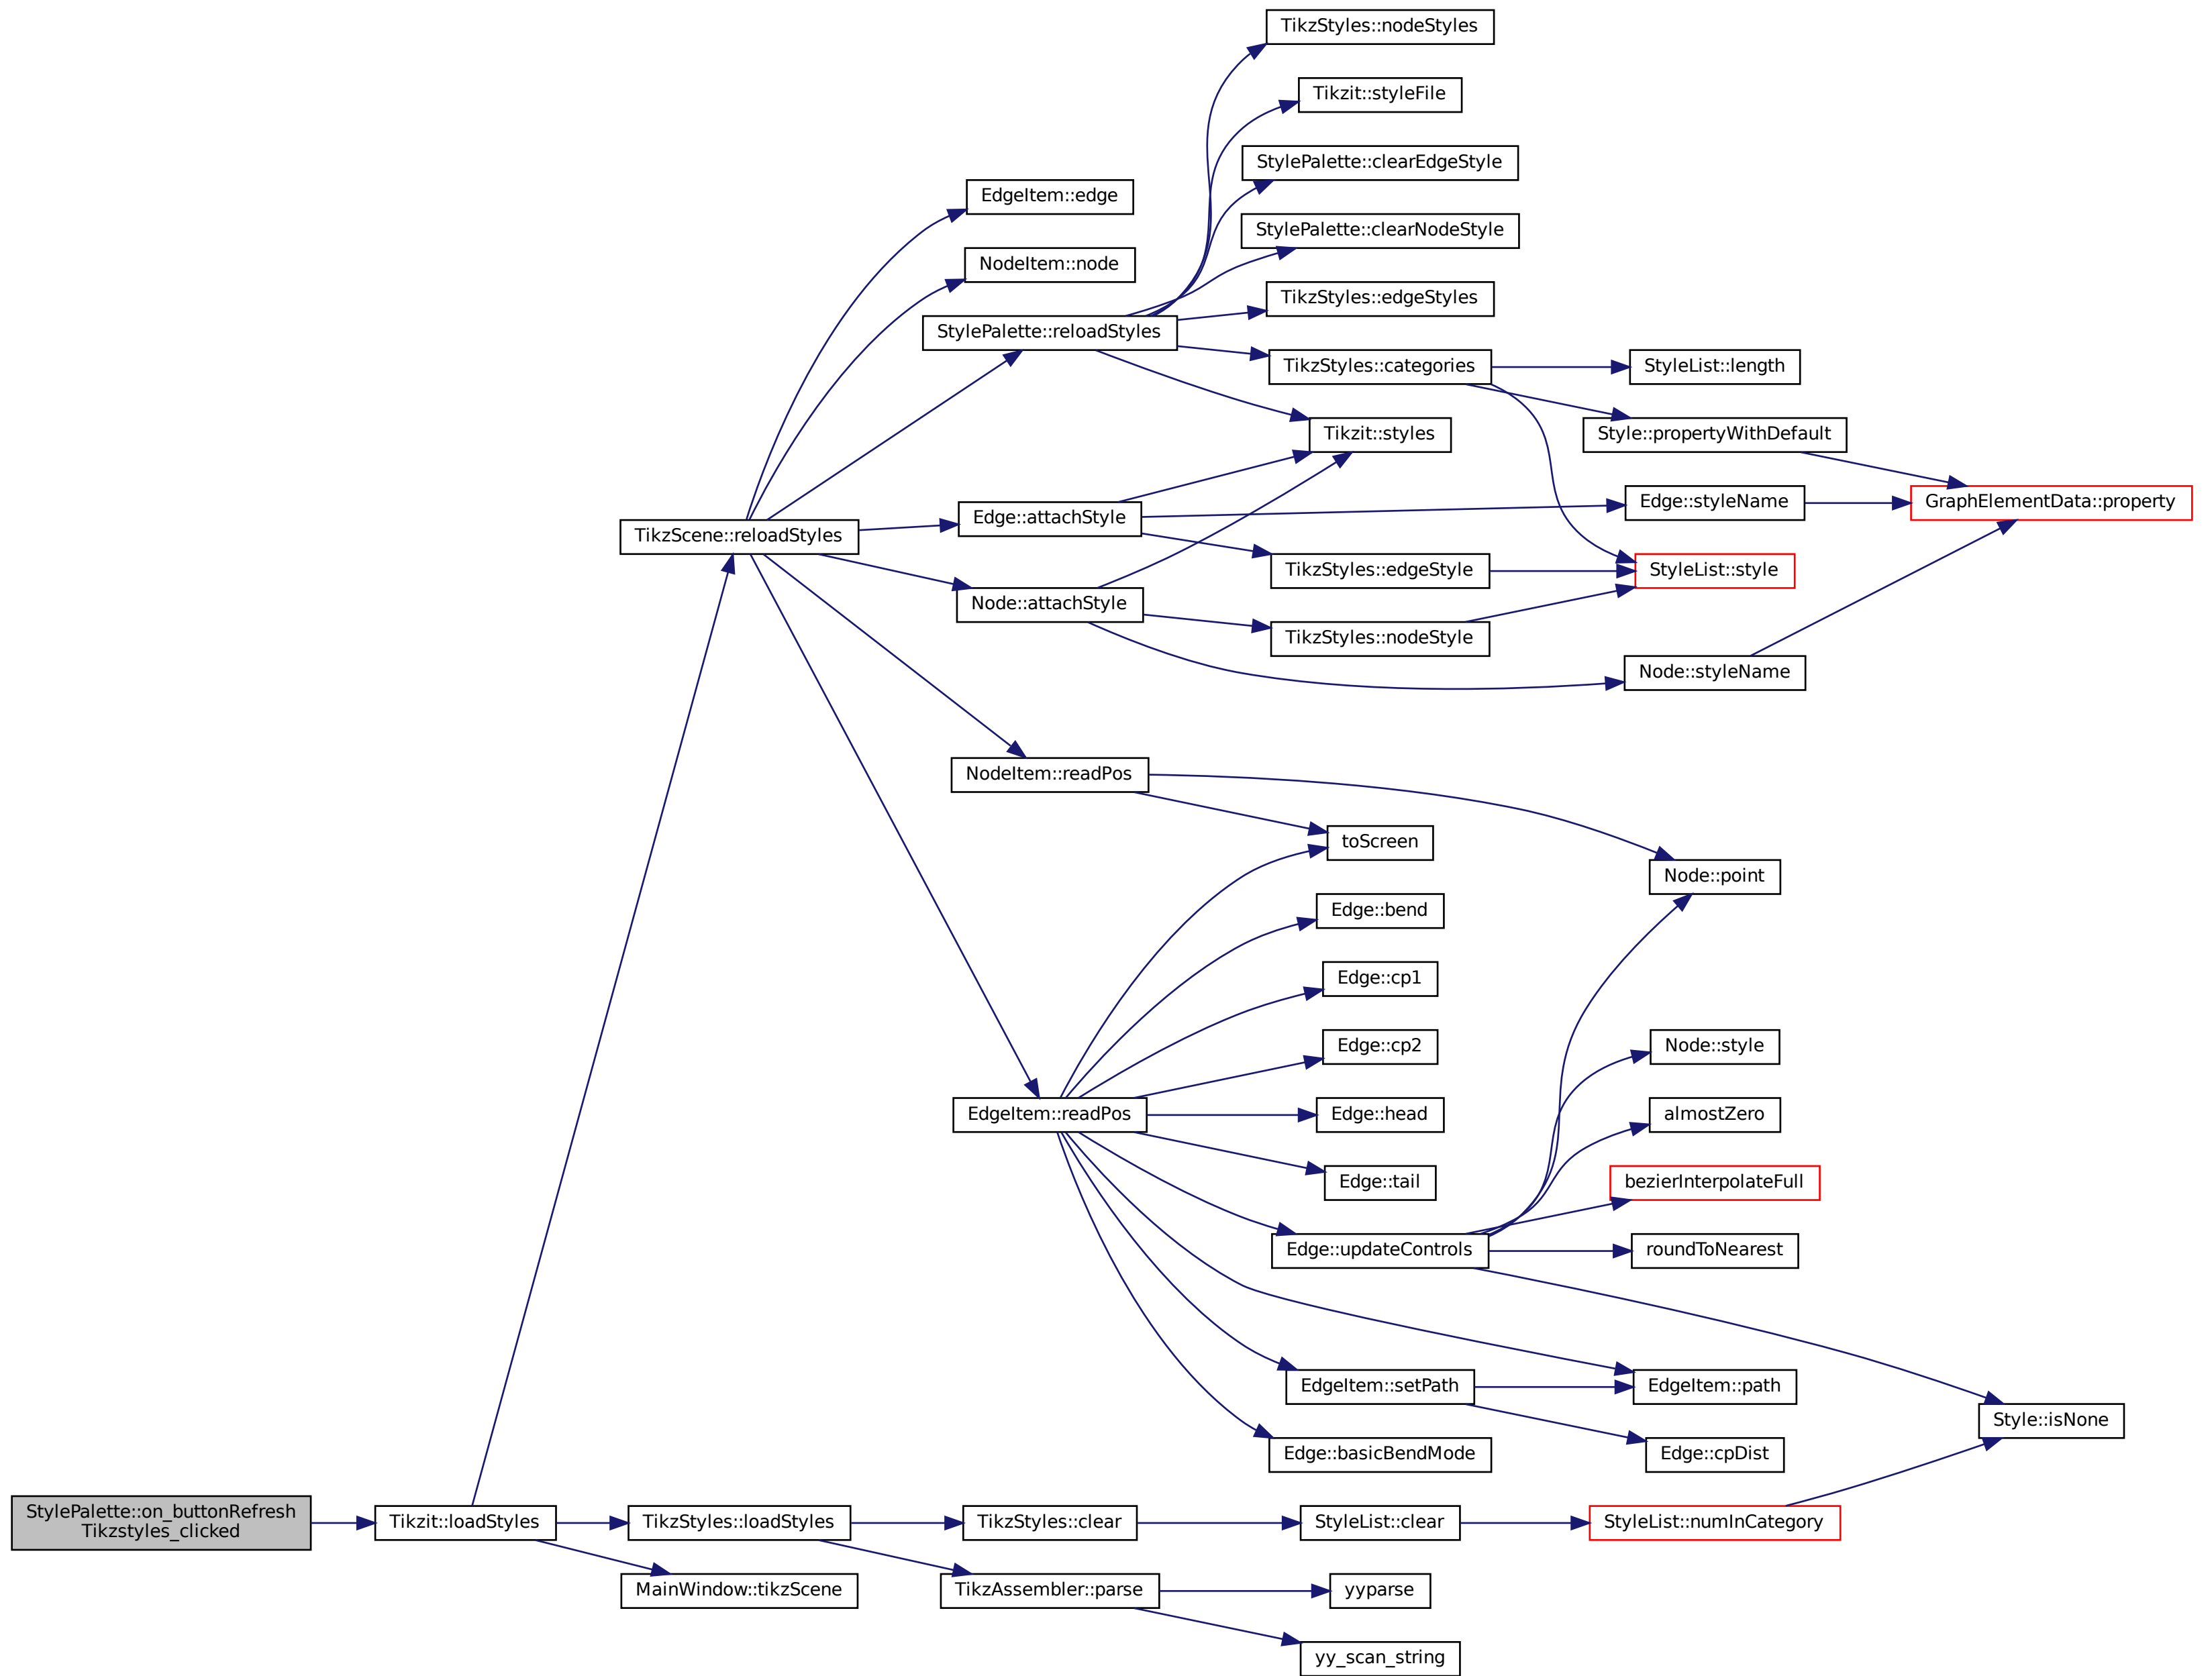 TikzStyles::nodeStyles
Tikzit::styleFile
StylePalette::clearEdgeStyle
EdgeItem::edge
StylePalette::clearNodeStyle
NodeItem::node
TikzStyles::edgeStyles
StylePalette::reloadStyles
TikzStyles::categories
StyleList::length
Tikzit::styles
Style::propertyWithDefault
Edge::styleName
GraphElementData::property
Edge::attachStyle
TikzScene::reloadStyles
TikzStyles::edgeStyle
StyleList::style
Node::attachStyle
TikzStyles::nodeStyle
Node::styleName
NodeItem::readPos
toScreen
Node::point
Edge::bend
Edge::cp1
Edge::cp2
Node::style
EdgeItem::readPos
Edge::head
almostZero
Edge::tail
bezierInterpolateFull
Edge::updateControls
roundToNearest
EdgeItem::setPath
EdgeItem::path
Style::isNone
Edge::basicBendMode
Edge::cpDist
StylePalette::on_buttonRefresh
Tikzstyles_clicked
Tikzit::loadStyles
TikzStyles::loadStyles
TikzStyles::clear
StyleList::clear
StyleList::numInCategory
MainWindow::tikzScene
TikzAssembler::parse
yyparse
yy_scan_string